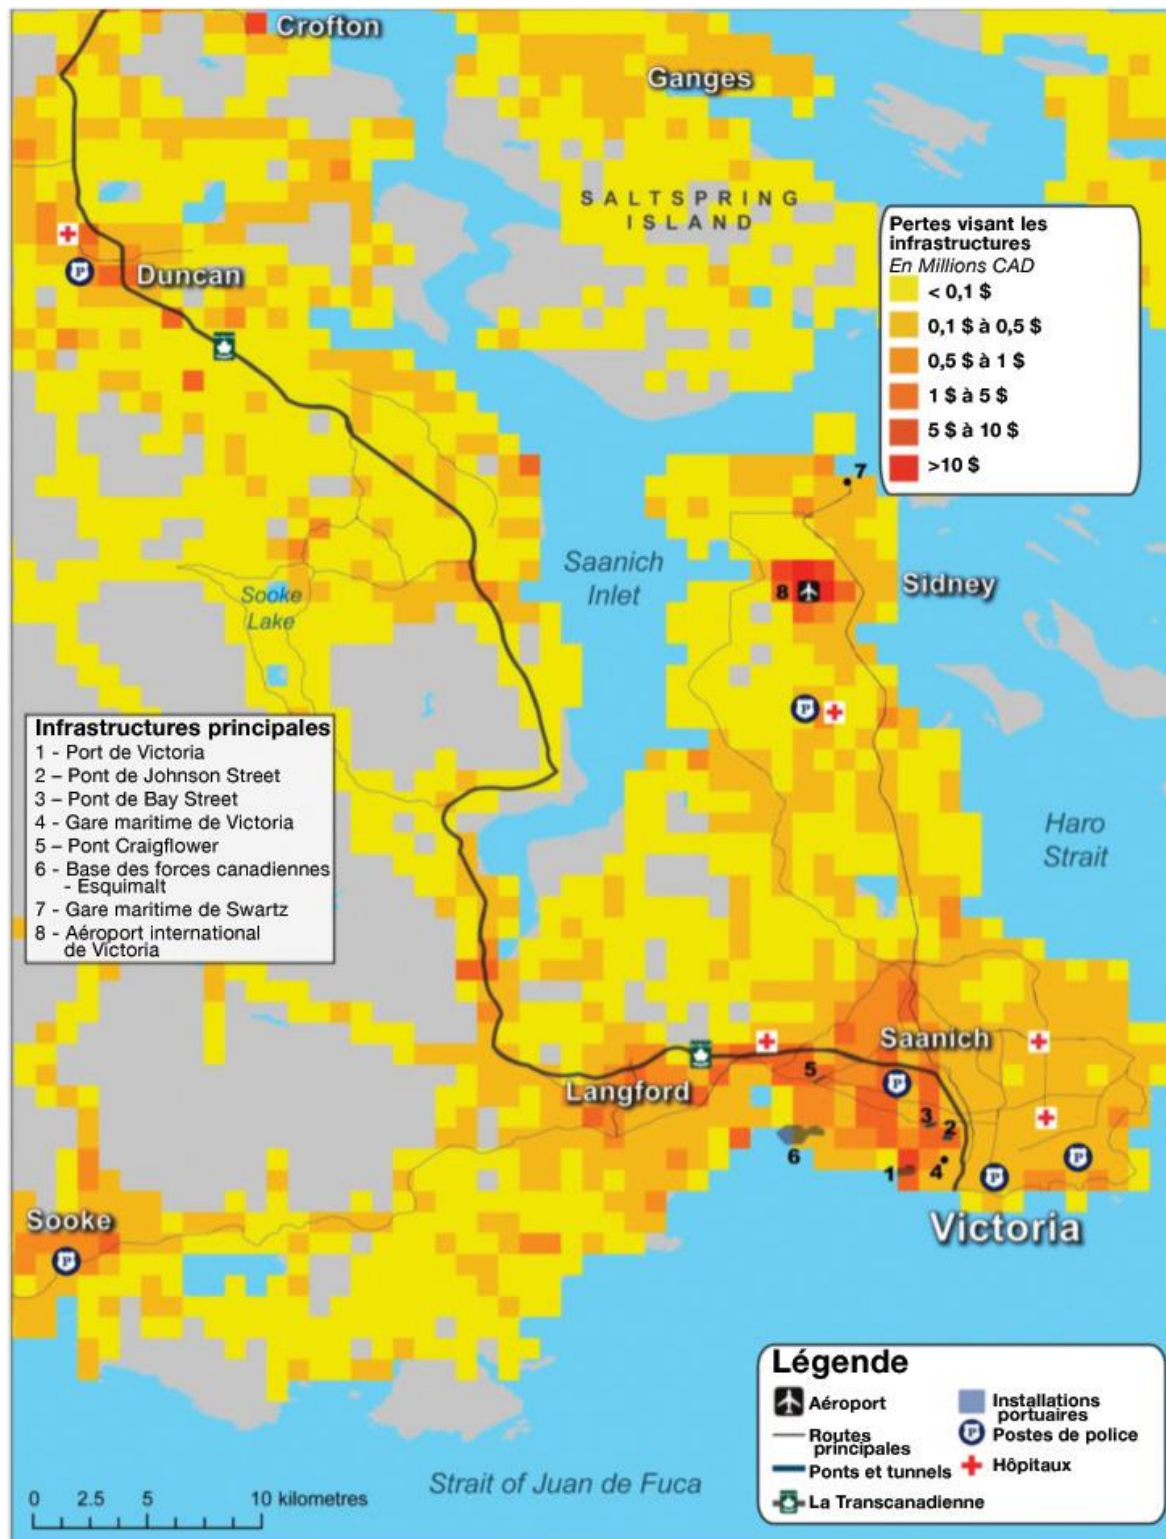 Crofton
Ganges
SALTSPRING
ISLAND
Pertes visant les
infrastructures
En Millions CAD
< 0,1 $
0,1 $ à 0,5 $
0,5 $ à 1 $
1 $ à 5 $
5 $ à 10 $
>10 $
P
Duncan
7
Saanich
Inlet
8
Sidney
Sooke
Lake
P
Infrastructures principales
1 - Port de Victoria
2 – Pont de Johnson Street
3 – Pont de Bay Street
4 - Gare maritime de Victoria
5 – Pont Craigflower
6 - Base des forces canadiennes
- Esquimalt
7 - Gare maritime de Swartz
8 - Aéroport international
de Victoria
Haro
Strait
Saanich
Langford
5
P
3
2
6
1
4
P
P
Victoria
Sooke
P
Légende
Aéroport
Routes
principales
Ponts et tunnels
La Transcanadienne
Installations
portuaires
P
Postes de police
Hôpitaux
Strait of Juan de Fuca
0 2.5 5 10 kilometres